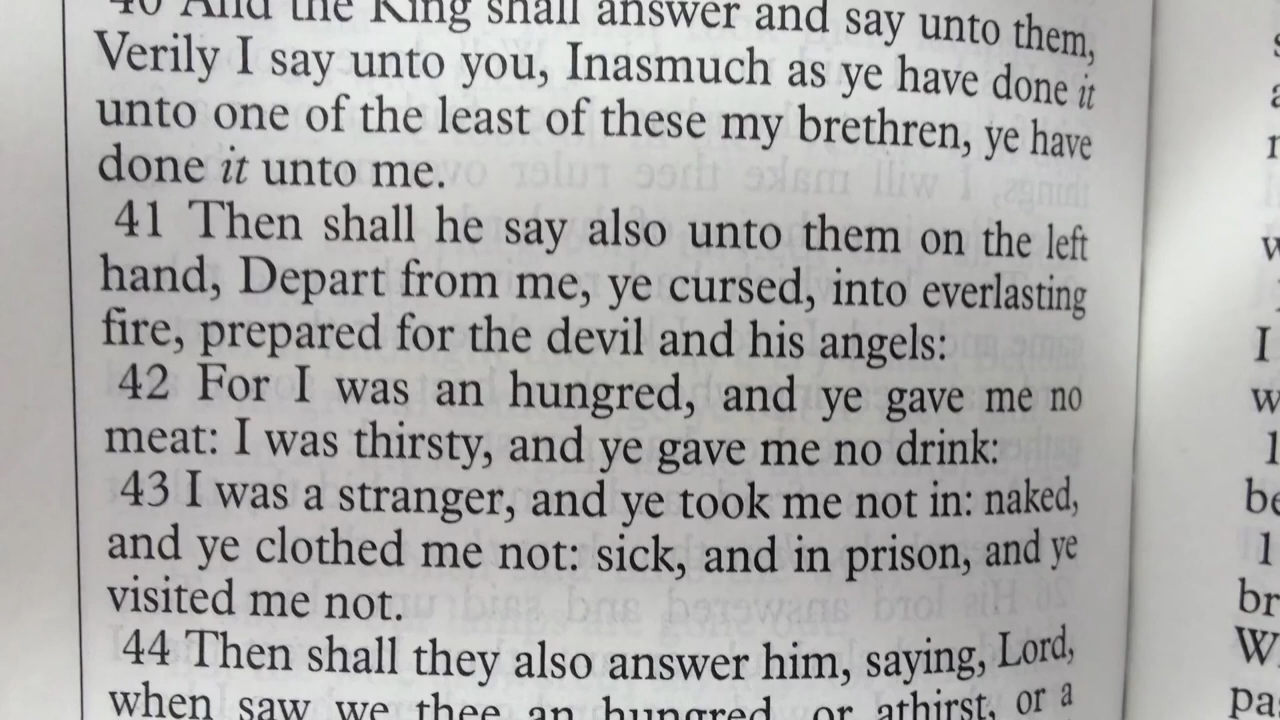 40 And the King shall answer and say unto them,
Verily I say unto you, Inasmuch as ye have done it
unto one of the least of these my brethren, ye have
done it unto me.
41 Then shall he say also unto them on the left
hand, Depart from me, ye cursed, into everlasting
fire, prepared for the devil and his angels:
42 For I was an hungred, and ye gave me no
meat: I was thirsty, and ye gave me no drink:
43 I was a stranger, and ye took me not in: naked,
and ye clothed me not: sick, and in prison, and ye
visited me not.
44 Then shall they also answer him, saying, Lord,
when saw we thee an hungred, or athirst, or a